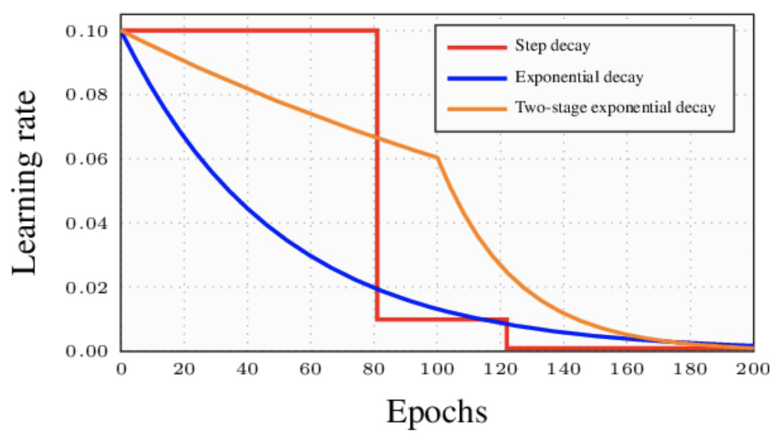 0.10
0.08
0.06
0.04
0.02
0.00
Learning rate
Step decay
Exponential decay
Two-stage exponential decay
0 20 40 60 80 100 120 140 160 180 200
Epochs